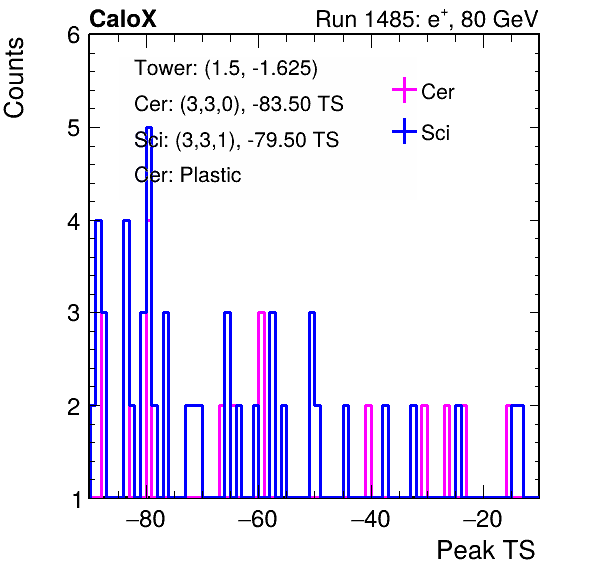 CaloX Run 1485: e⁺, 80 GeV
Counts
6
Tower: (1.5, -1.625)
Cer: (3,3,0), -83.50 TS
Sci: (3,3,1), -79.50 TS
Cer: Plastic
Cer
Sci
5
4
3
2
1
−80 −60 −40 −20
Peak TS